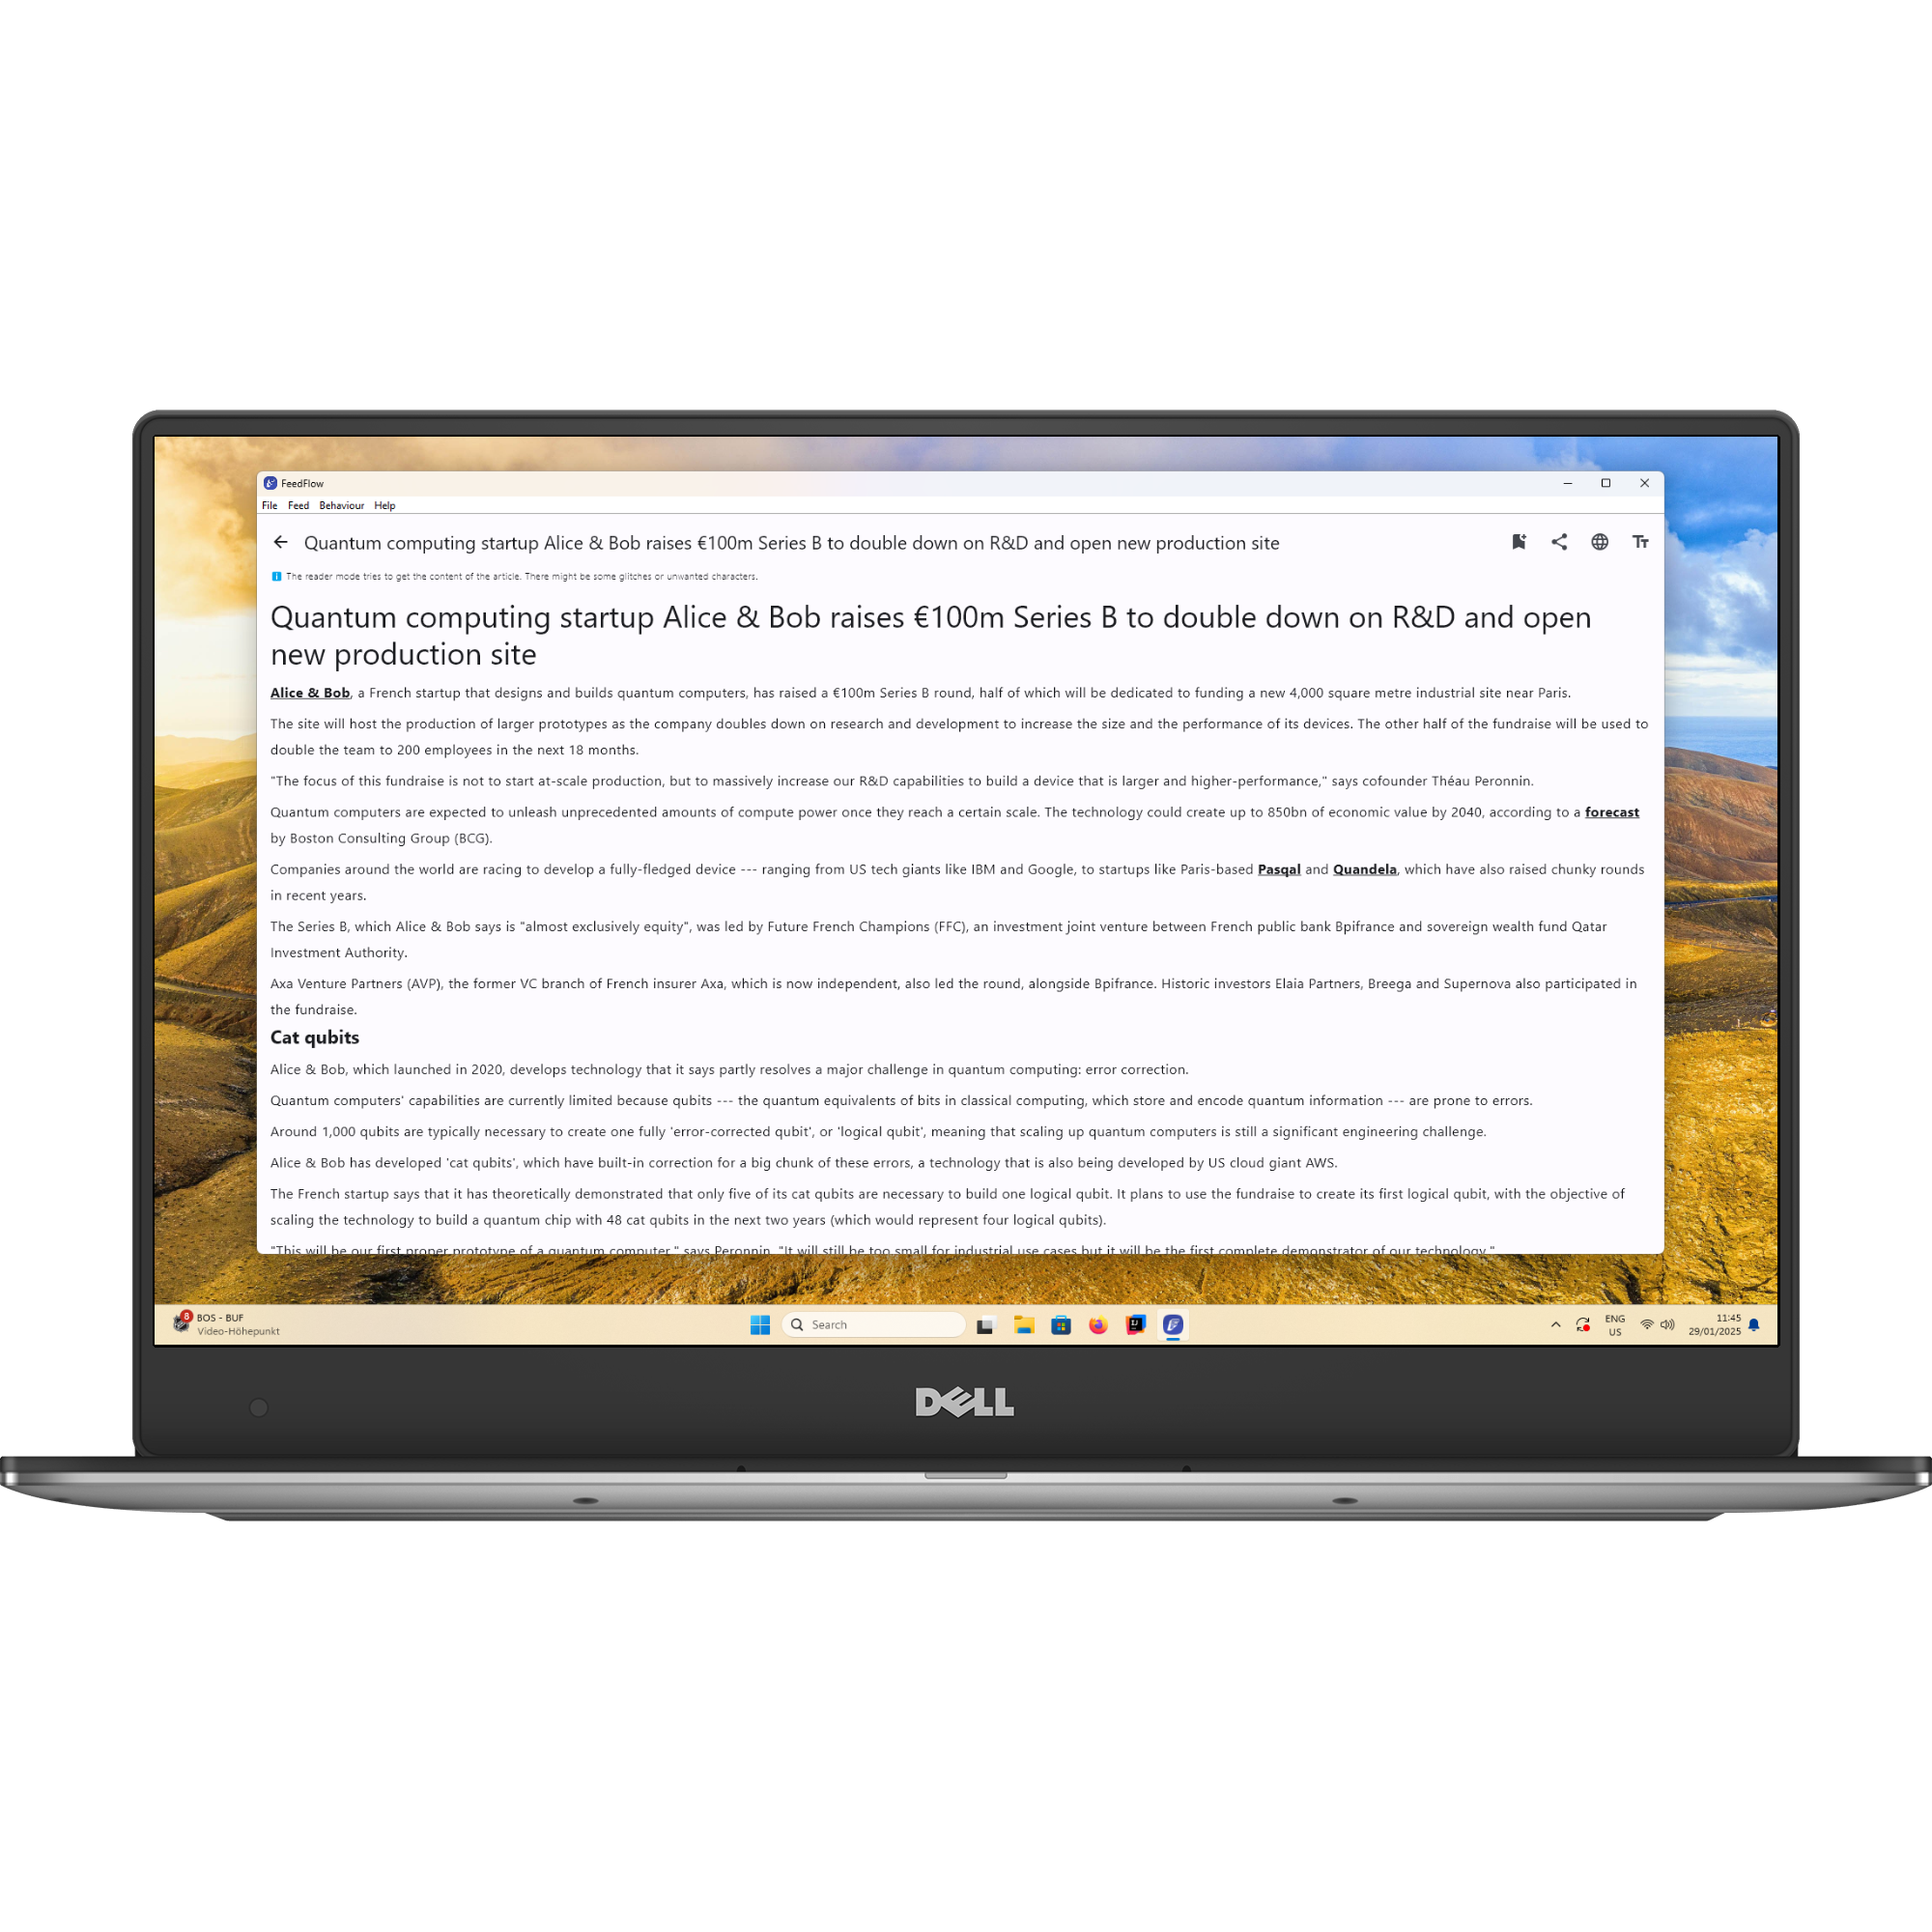 FeedFlow
File Feed Behaviour Help
Quantum computing startup Alice & Bob raises €100m Series B to double down on R&D and open new production site
The reader mode tries to get the content of the article. There might be some glitches or unwanted characters.
Quantum computing startup Alice & Bob raises €100m Series B to double down on R&D and open
new production site
Alice & Bob, a French startup that designs and builds quantum computers, has raised a €100m Series B round, half of which will be dedicated to funding a new 4,000 square metre industrial site near Paris.
The site will host the production of larger prototypes as the company doubles down on research and development to increase the size and the performance of its devices. The other half of the fundraise will be used to
double the team to 200 employees in the next 18 months.
"The focus of this fundraise is not to start at-scale production, but to massively increase our R&D capabilities to build a device that is larger and higher-performance," says cofounder Théau Peronnin.
Quantum computers are expected to unleash unprecedented amounts of compute power once they reach a certain scale. The technology could create up to 850bn of economic value by 2040, according to a forecast
by Boston Consulting Group (BCG).
Companies around the world are racing to develop a fully-fledged device --- ranging from US tech giants like IBM and Google, to startups like Paris-based Pasqal and Quandela, which have also raised chunky rounds
in recent years.
The Series B, which Alice & Bob says is "almost exclusively equity", was led by Future French Champions (FFC), an investment joint venture between French public bank Bpifrance and sovereign wealth fund Qatar
Investment Authority.
Axa Venture Partners (AVP), the former VC branch of French insurer Axa, which is now independent, also led the round, alongside Bpifrance. Historic investors Elaia Partners, Breega and Supernova also participated in
the fundraise.
Cat qubits
Alice & Bob, which launched in 2020, develops technology that it says partly resolves a major challenge in quantum computing: error correction.
Quantum computers' capabilities are currently limited because qubits --- the quantum equivalents of bits in classical computing, which store and encode quantum information --- are prone to errors.
Around 1,000 qubits are typically necessary to create one fully 'error-corrected qubit', or 'logical qubit', meaning that scaling up quantum computers is still a significant engineering challenge.
Alice & Bob has developed 'cat qubits', which have built-in correction for a big chunk of these errors, a technology that is also being developed by US cloud giant AWS.
The French startup says that it has theoretically demonstrated that only five of its cat qubits are necessary to build one logical qubit. It plans to use the fundraise to create its first logical qubit, with the objective of
scaling the technology to build a quantum chip with 48 cat qubits in the next two years (which would represent four logical qubits).
"This will be our first proper prototype of a quantum computer," says Peronnin. "It will still be too small for industrial use cases but it will be the first complete demonstrator of our technology."
8 BOS - BUF
Video-Höhepunkt
Search
ENG
US
11:45
29/01/2025
DELL